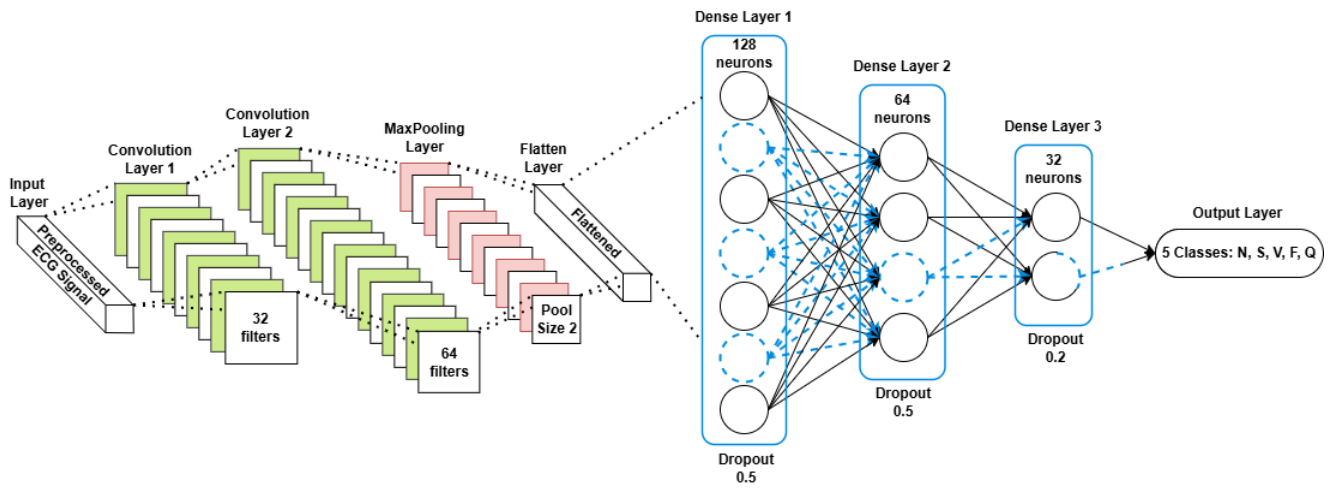 Input
Layer
Preprocessed
ECG Signal
Convolution
Layer 1
32
filters
Convolution
Layer 2
64
filters
MaxPooling
Layer
Pool
Size 2
Flatten
Layer
Flattened
Dense Layer 1
128
neurons
Dropout
0.5
Dense Layer 2
64
neurons
Dropout
0.5
Dense Layer 3
32
neurons
Dropout
0.2
Output Layer
5 Classes: N, S, V, F, Q